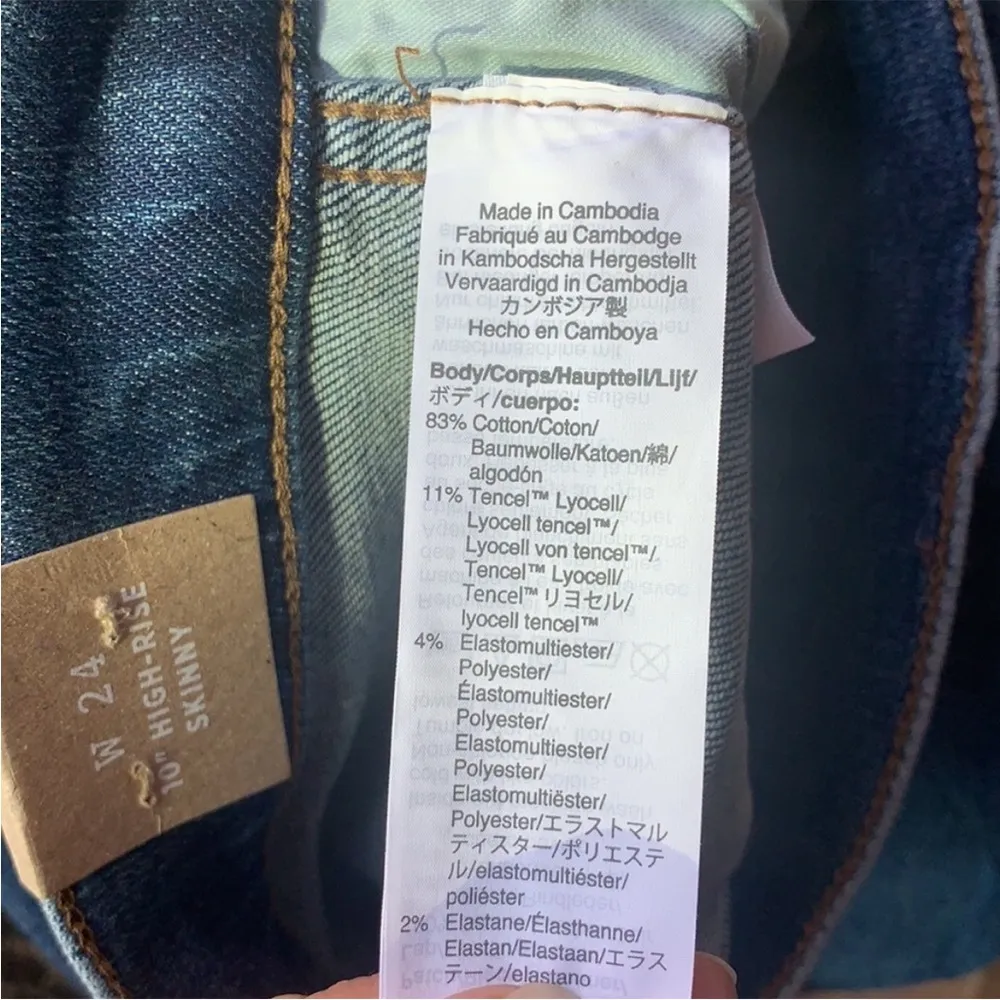 Made in Cambodia
Fabriqué au Cambodge
in Kambodscha Hergestellt
Vervaardigd in Cambodja
カンボジア製
Hecho en Camboya
Body/Corps/Hauptteil/Lijf/
ボディ/cuerpo:
83% Cotton/Coton/
Baumwolle/Katoen/綿/
algodón
11% Tencel™ Lyocell/
Lyocell tencel™/
Lyocell von tencel™/
Tencel™ Lyocell/
Tencel™ リヨセル/
lyocell tencel™
4% Elastomultiester/
Polyester/
Élastomultiester/
Polyester/
Elastomultiester/
Polyester/
Elastomultiëster/
Polyester/エラストマル
ティスター/ポリエステ
ル/elastomultiéster/
poliéster
2% Elastane/Élasthanne/
Elastan/Elastaan/エラス
テーン/elastano
W 24
10" HIGH-RISE
SKINNY